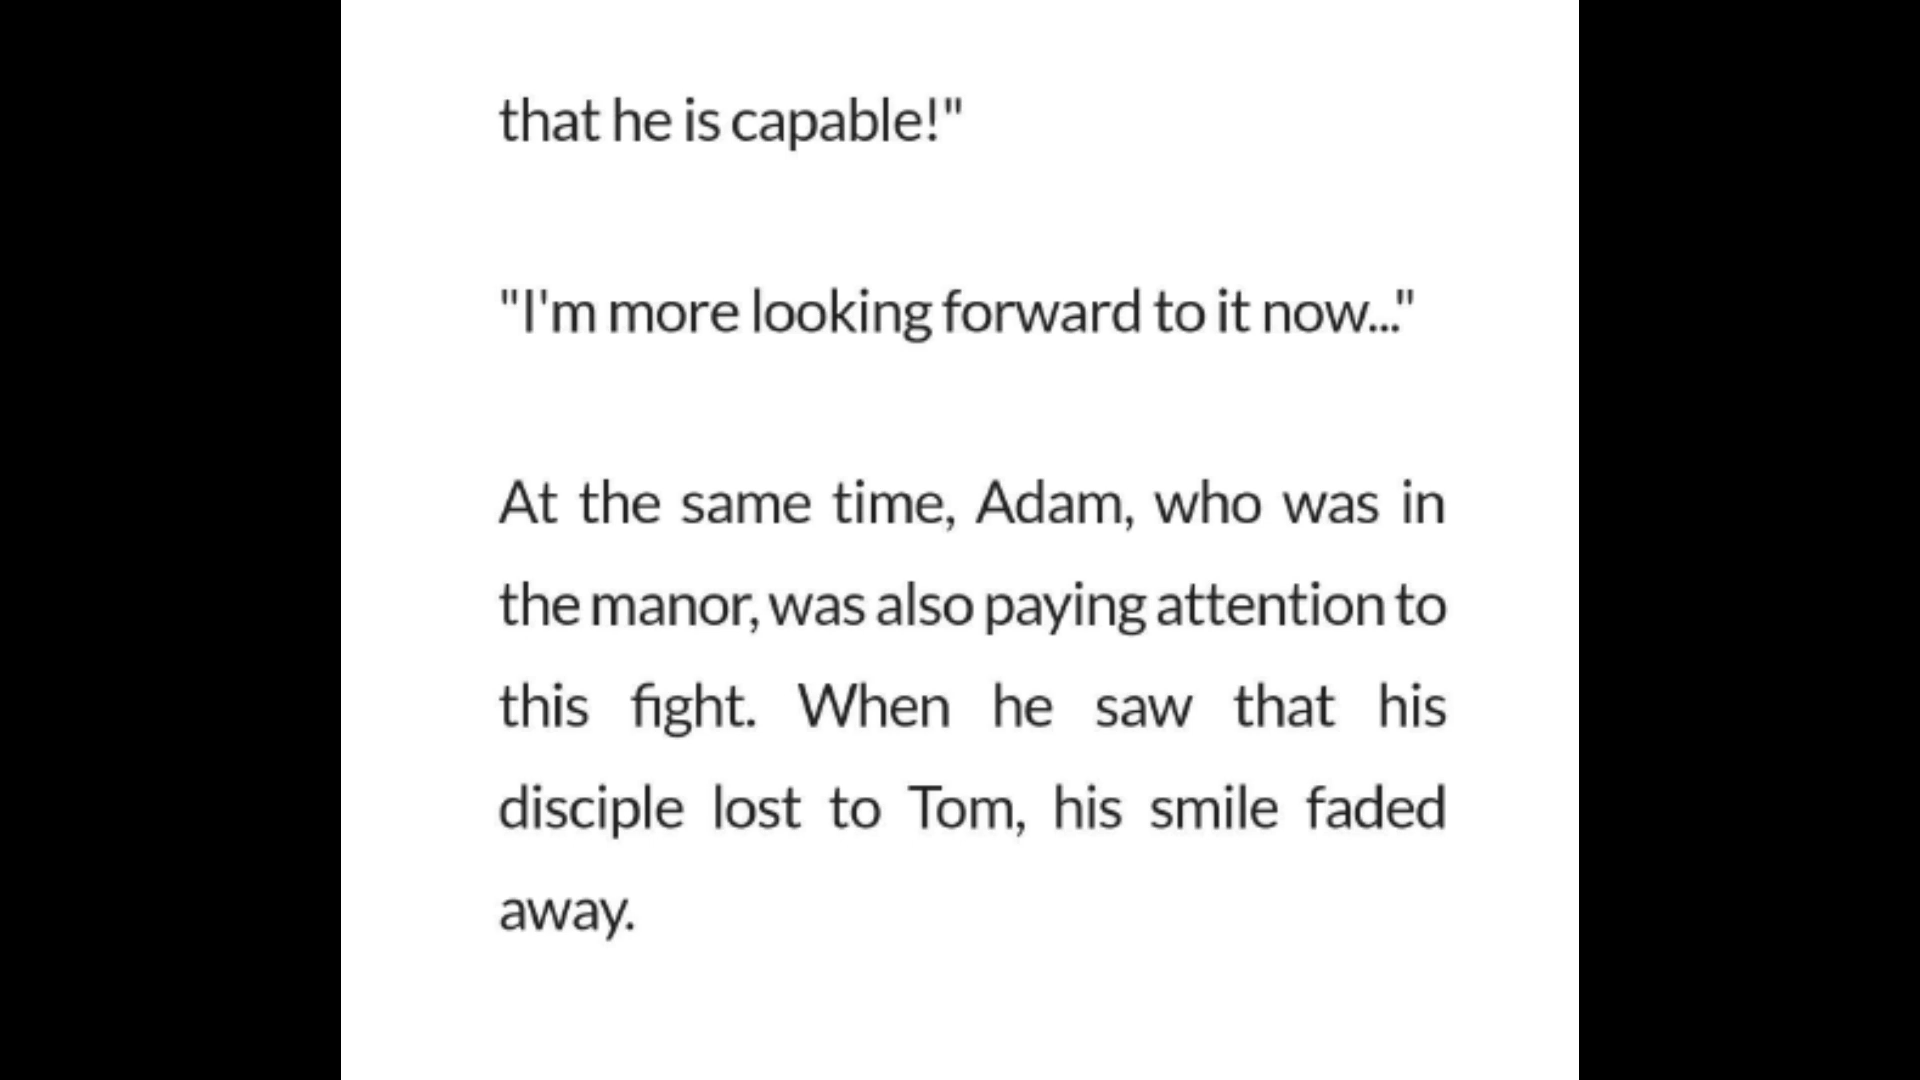 that he is capable!"
"I'm more looking forward to it now..."
At the same time, Adam, who was in
the manor, was also paying attention to
this fight. When he saw that his
disciple lost to Tom, his smile faded
away.